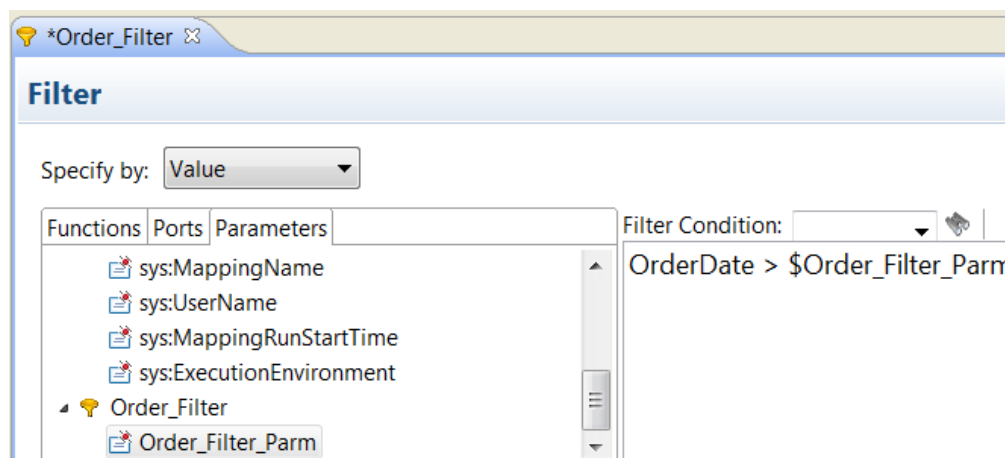 *Order_Filter
Filter
Specify by: Value
Functions Ports Parameters
sys:MappingName
sys:UserName
sys:MappingRunStartTime
sys:ExecutionEnvironment
Order_Filter
Order_Filter_Parm
Filter Condition:
OrderDate > $Order_Filter_Parm